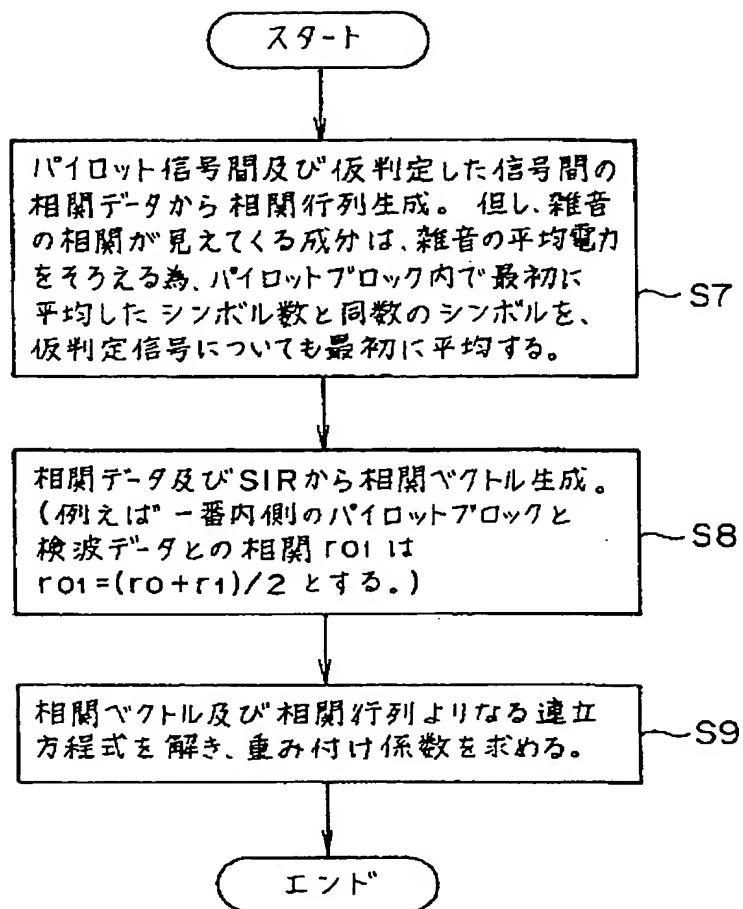 スタート
パイロット信号間及び仮判定した信号間の
相関データから相関行列生成。但し、雑音
の相関が見えてくる成分は、雑音の平均電力
をそろえる為、パイロットブロック内で最初に
平均したシンボル数と同数のシンボルを、
仮判定信号についても最初に平均する。
S7
相関データ及びSIRから相関ベクトル生成。
(例えば一番内側のパイロットブロックと
検波データとの相関r01は
r01=(r0+r1)/2とする。)
S8
相関ベクトル及び相関行列よりなる連立
方程式を解き、重み付け係数を求める。
S9
エンド